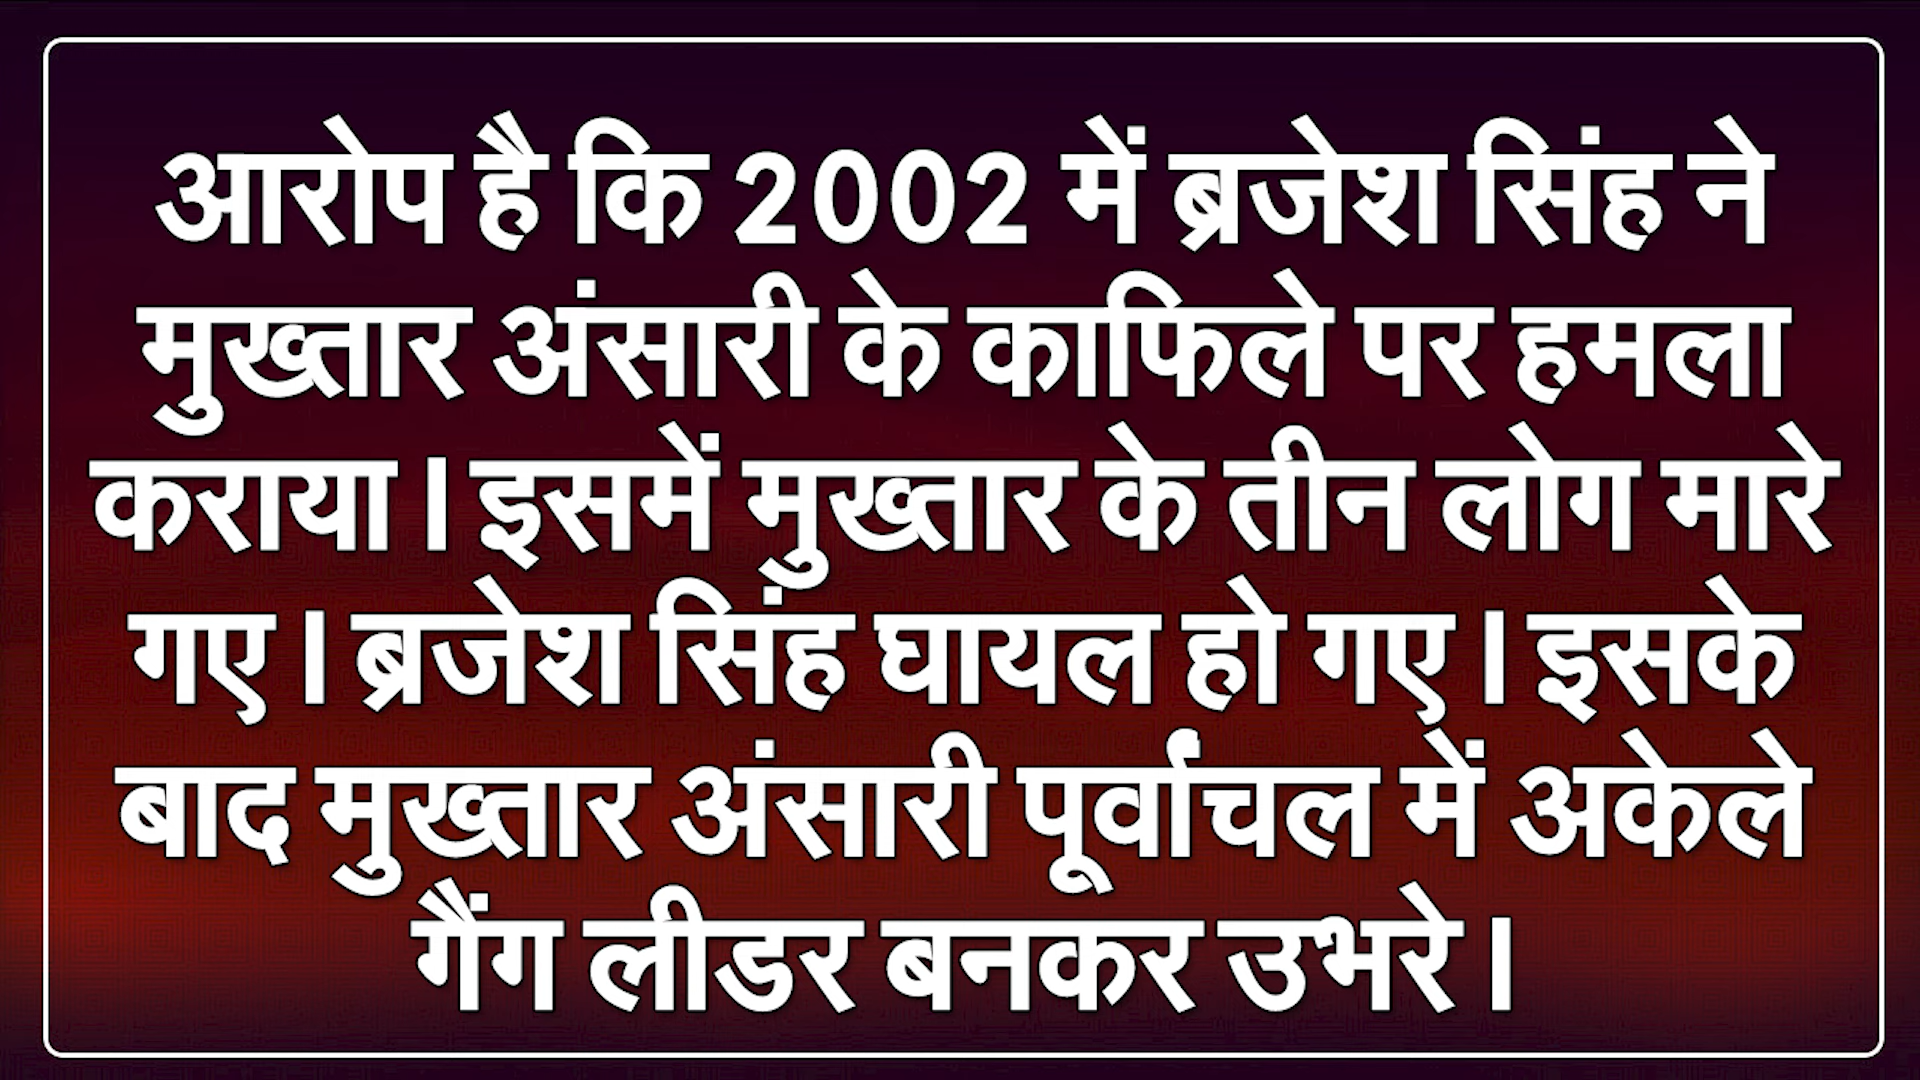 आरोप है कि 2002 में ब्रजेश सिंह ने
मुख्तार अंसारी के काफिले पर हमला
कराया। इसमें मुख्तार के तीन लोग मारे
गए। ब्रजेश सिंह घायल हो गए। इसके
बाद मुख्तार अंसारी पूर्वांचल में अकेले
गैंग लीडर बनकर उभरे।